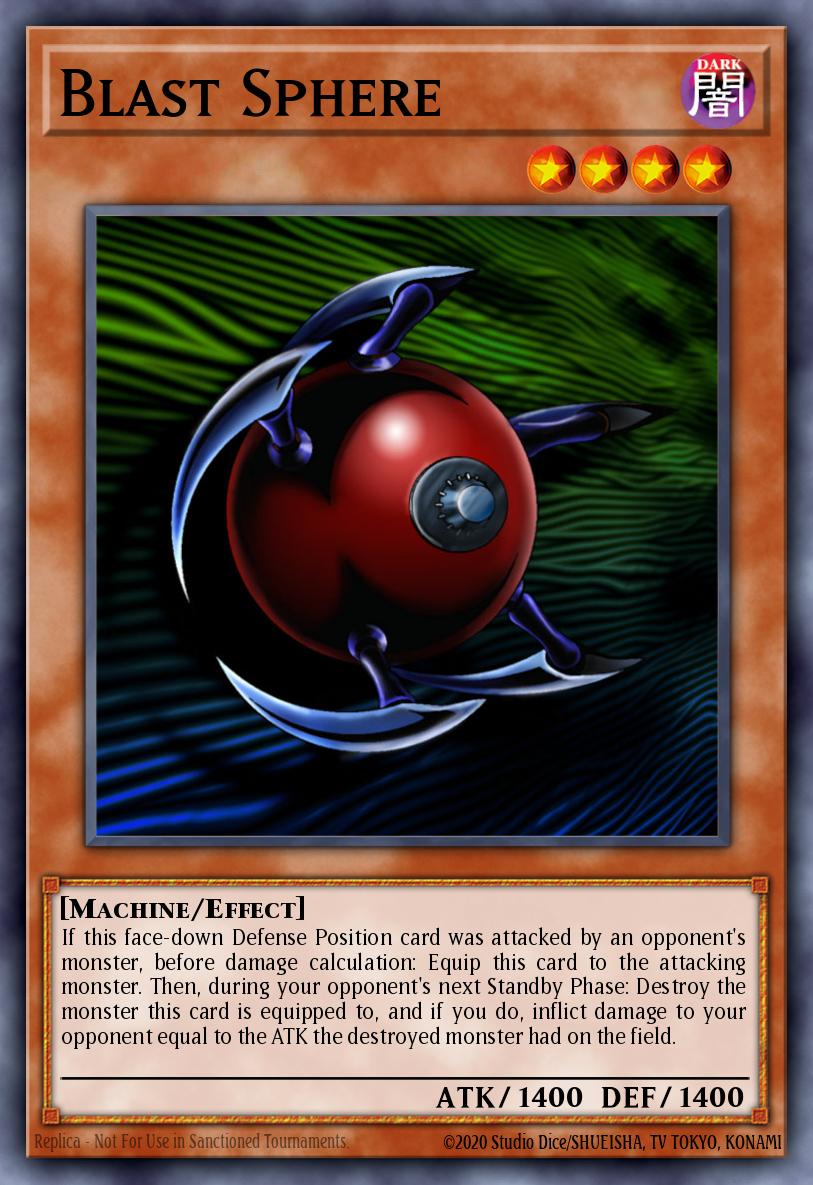 Blast Sphere
DARK
闇
[Machine/Effect]
If this face-down Defense Position card was attacked by an opponent's
monster, before damage calculation: Equip this card to the attacking
monster. Then, during your opponent's next Standby Phase: Destroy the
monster this card is equipped to, and if you do, inflict damage to your
opponent equal to the ATK the destroyed monster had on the field.
ATK/1400 DEF/1400
Replica - Not For Use in Sanctioned Tournaments.
©2020 Studio Dice/SHUEISHA, TV TOKYO, KONAMI